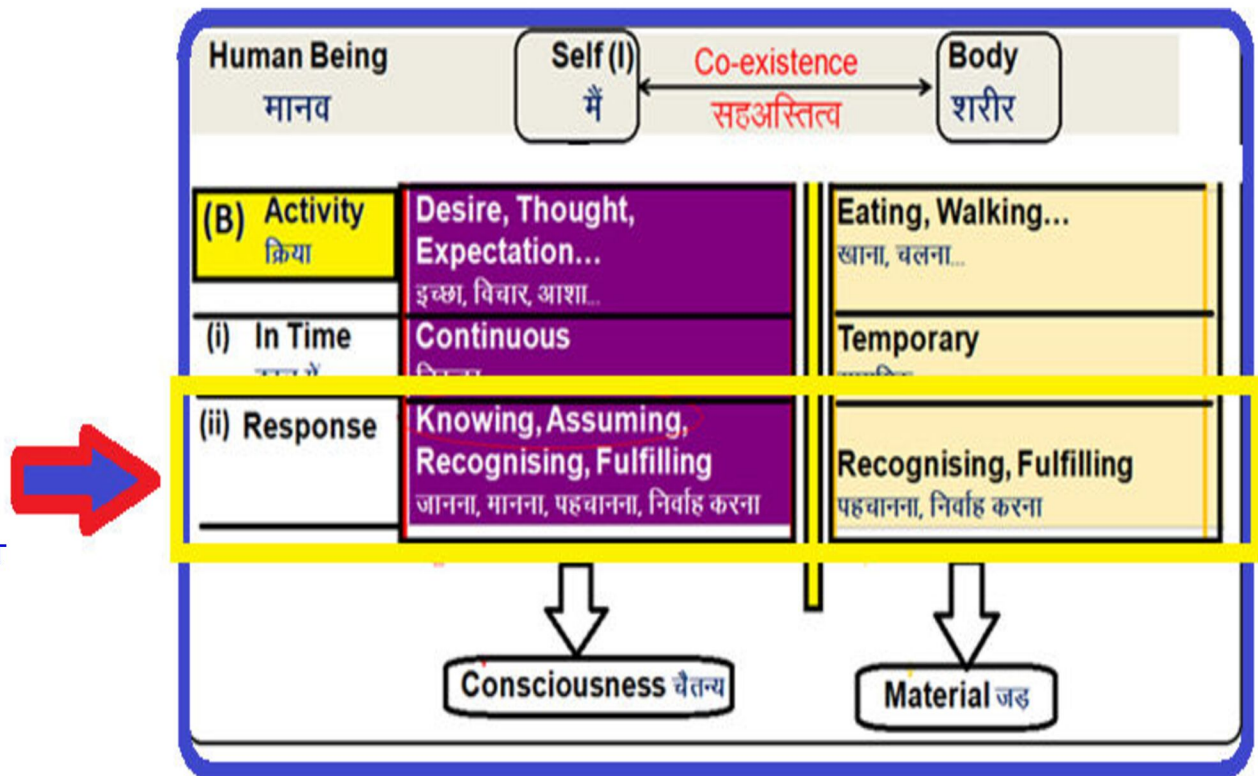 Human Being
मानव
Self (I)
मैं
Co-existence
सहअस्तित्व
Body
शरीर
(B) Activity
क्रिया
Desire, Thought,
Expectation...
इच्छा, विचार, आशा...
Eating, Walking...
खाना, चलना...
(i) In Time
Continuous
Temporary
(ii) Response
Knowing, Assuming,
Recognising, Fulfilling
जानना, मानना, पहचानना, निर्वाह करना
Recognising, Fulfilling
पहचानना, निर्वाह करना
Consciousness चैतन्य
Material जड़